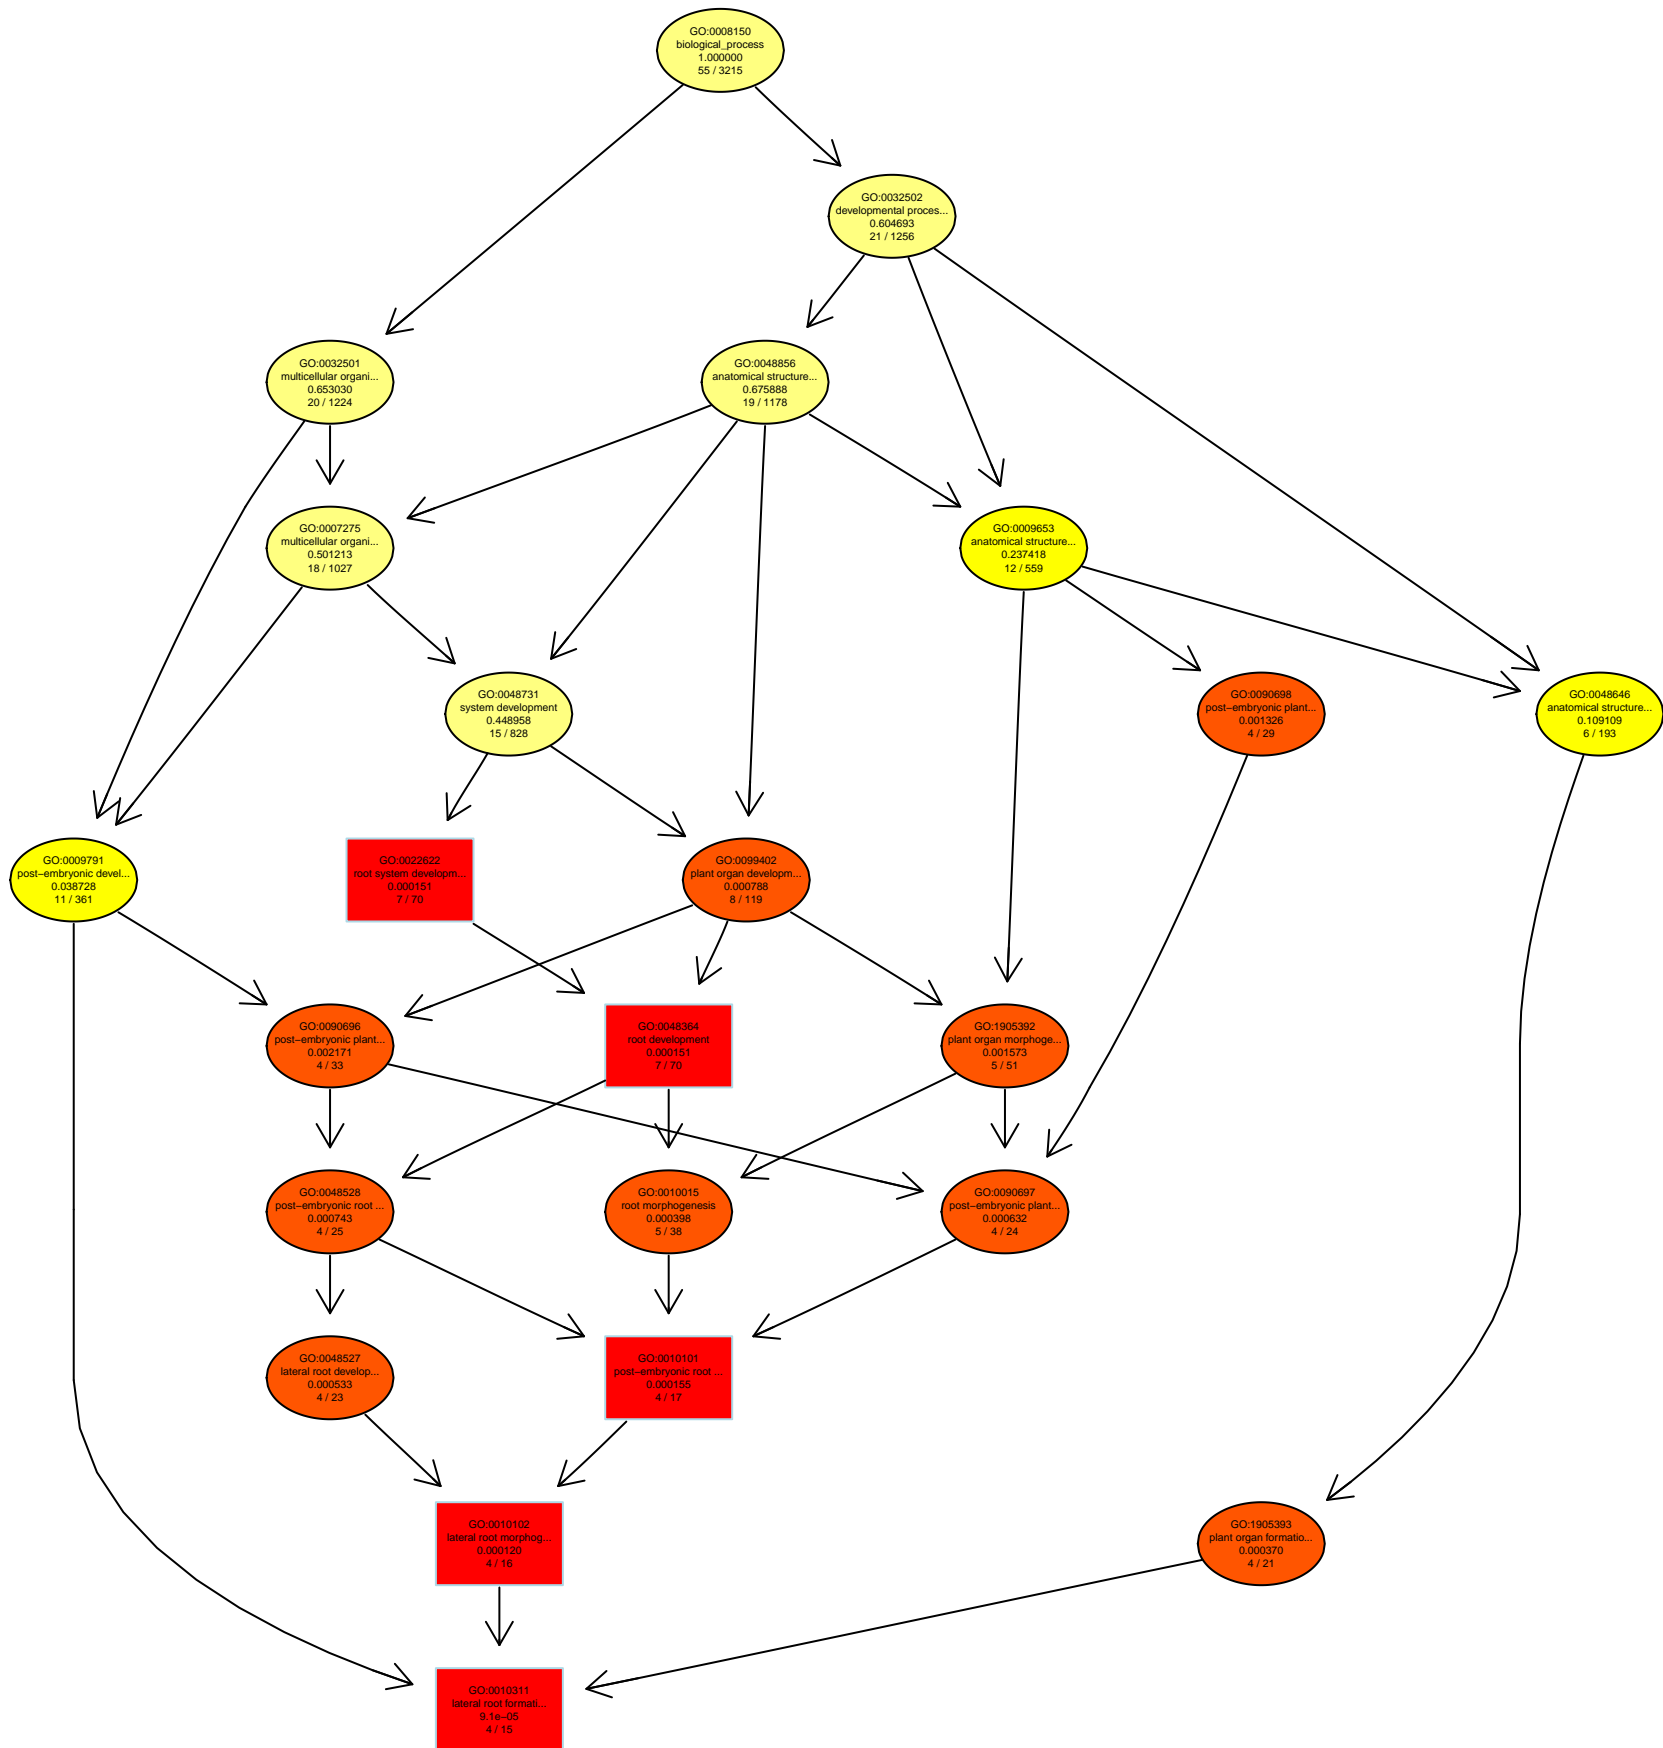 GO:0008150
biological_process
1.000000
55 / 3215
GO:0032502
developmental proces...
0.604693
21 / 1256
GO:0032501
multicellular organi...
0.653030
20 / 1224
GO:0048856
anatomical structure...
0.675888
19 / 1178
GO:0007275
multicellular organi...
0.501213
18 / 1027
GO:0009653
anatomical structure...
0.237418
12 / 559
GO:0048731
system development
0.448958
15 / 828
GO:0090698
post−embryonic plant...
0.001326
4 / 29
GO:0048646
anatomical structure...
0.109109
6 / 193
GO:0009791
post−embryonic devel...
0.038728
11 / 361
GO:0022622
root system developm...
0.000151
7 / 70
GO:0099402
plant organ developm...
0.000788
8 / 119
GO:0090696
post−embryonic plant...
0.002171
4 / 33
GO:0048364
root development
0.000151
7 / 70
GO:1905392
plant organ morphoge...
0.001573
5 / 51
GO:0048528
post−embryonic root ...
0.000743
4 / 25
GO:0010015
root morphogenesis
0.000398
5 / 38
GO:0090697
post−embryonic plant...
0.000632
4 / 24
GO:0048527
lateral root develop...
0.000533
4 / 23
GO:0010101
post−embryonic root ...
0.000155
4 / 17
GO:0010102
lateral root morphog...
0.000120
4 / 16
GO:1905393
plant organ formatio...
0.000370
4 / 21
GO:0010311
lateral root formati...
9.1e−05
4 / 15